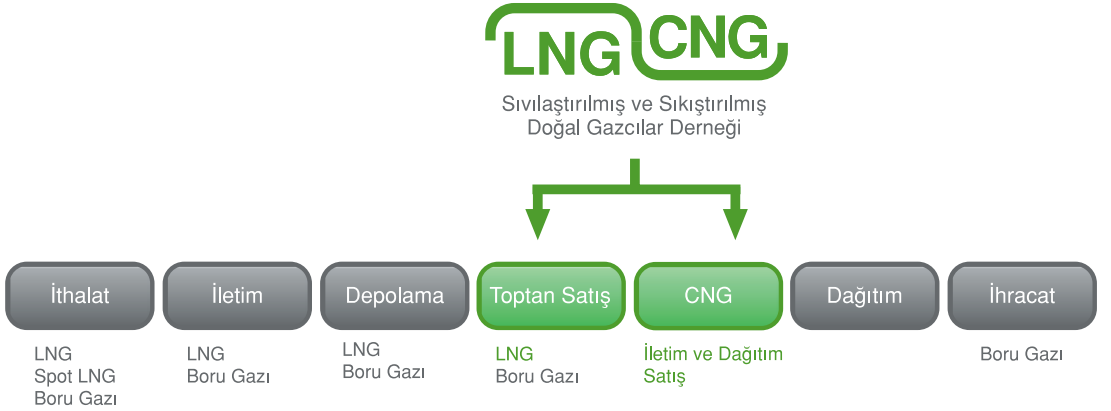 LNG CNG
Sıvılaştırılmış ve Sıkıştırılmış
Doğal Gazcılar Derneği
İthalat
İletim
Depolama
Toptan Satış
CNG
Dağıtım
İhracat
LNG
Spot LNG
Boru Gazı
LNG
Boru Gazı
LNG
Boru Gazı
LNG
Boru Gazı
İletim ve Dağıtım
Satış
Boru Gazı